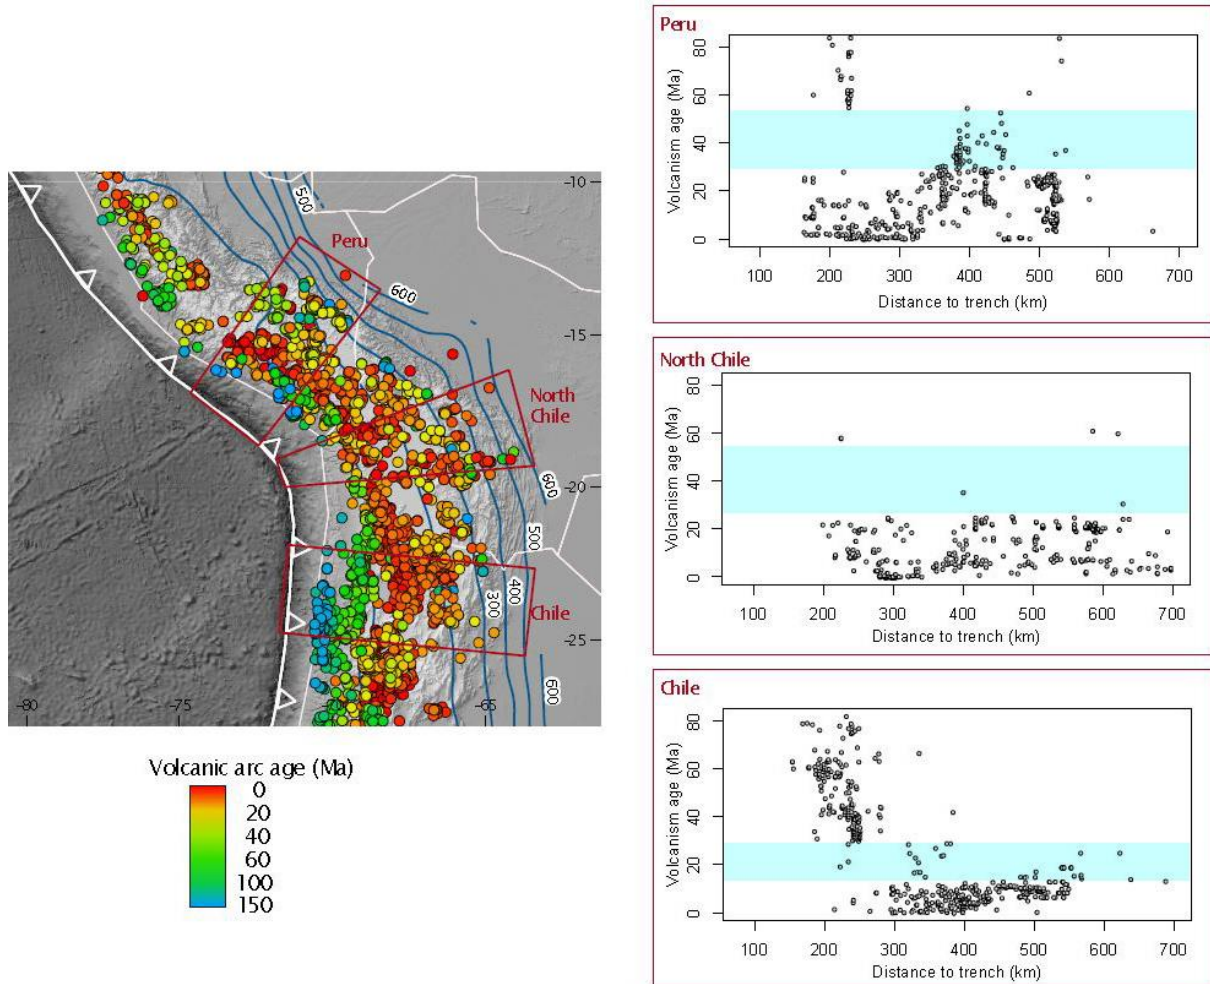 Peru
Volcanism age (Ma)
0 20 40 60 80
100 200 300 400 500 600 700
Distance to trench (km)
North Chile
Volcanism age (Ma)
0 20 40 60 80
100 200 300 400 500 600 700
Distance to trench (km)
Chile
Volcanism age (Ma)
0 20 40 60 80
100 200 300 400 500 600 700
Distance to trench (km)
500
-10
Peru
600
-15
North
Chile
600
-20
500
400
300
Chile
-25
600
-80
-75
-65
Volcanic arc age (Ma)
0
20
40
60
100
150